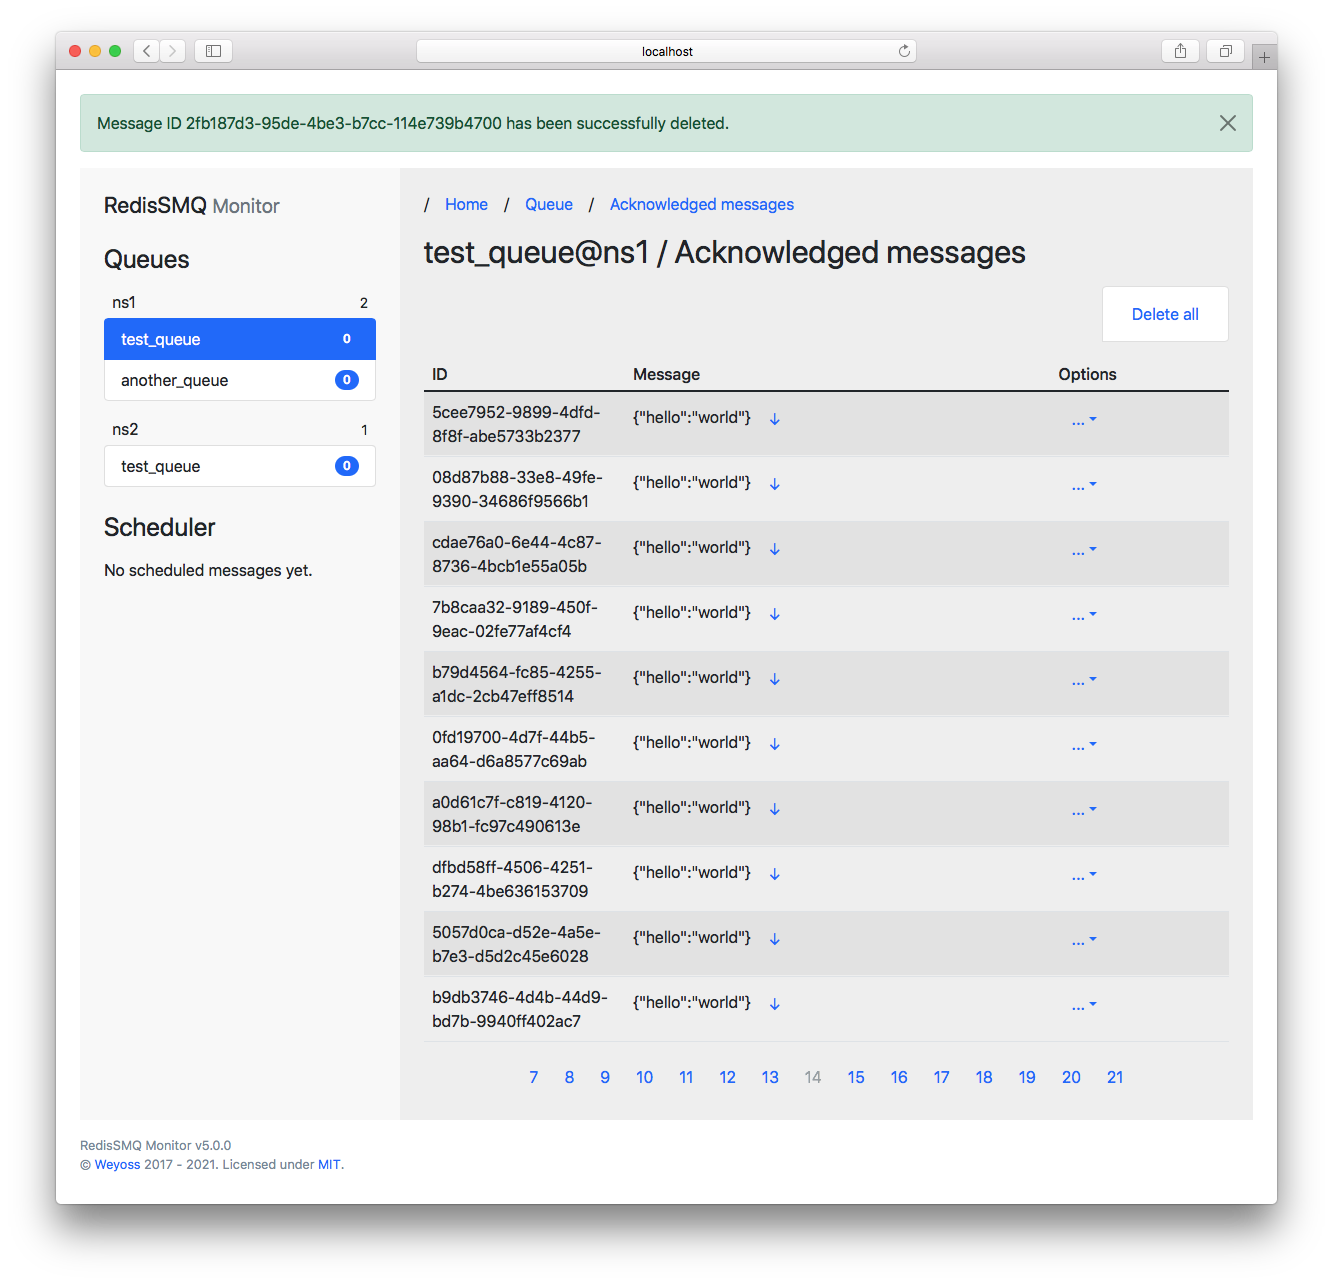 localhost
Message ID 2fb187d3-95de-4be3-b7cc-114e739b4700 has been successfully deleted.
RedisSMQ Monitor
Queues
ns1 2
test_queue 0
another_queue 0
ns2 1
test_queue 0
Scheduler
No scheduled messages yet.
/ Home / Queue / Acknowledged messages
test_queue@ns1 / Acknowledged messages
Delete all
ID Message Options
5cee7952-9899-4dfd-
8f8f-abe5733b2377
{"hello":"world"} ↓ ...
08d87b88-33e8-49fe-
9390-34686f9566b1
{"hello":"world"} ↓ ...
cdae76a0-6e44-4c87-
8736-4bcb1e55a05b
{"hello":"world"} ↓ ...
7b8caa32-9189-450f-
9eac-02fe77af4cf4
{"hello":"world"} ↓ ...
b79d4564-fc85-4255-
a1dc-2cb47eff8514
{"hello":"world"} ↓ ...
0fd19700-4d7f-44b5-
aa64-d6a8577c69ab
{"hello":"world"} ↓ ...
a0d61c7f-c819-4120-
98b1-fc97c490613e
{"hello":"world"} ↓ ...
dfbd58ff-4506-4251-
b274-4be636153709
{"hello":"world"} ↓ ...
5057d0ca-d52e-4a5e-
b7e3-d5d2c45e6028
{"hello":"world"} ↓ ...
b9db3746-4d4b-44d9-
bd7b-9940ff402ac7
{"hello":"world"} ↓ ...
7 8 9 10 11 12 13 14 15 16 17 18 19 20 21
RedisSMQ Monitor v5.0.0
© Weyoss 2017 - 2021. Licensed under MIT.